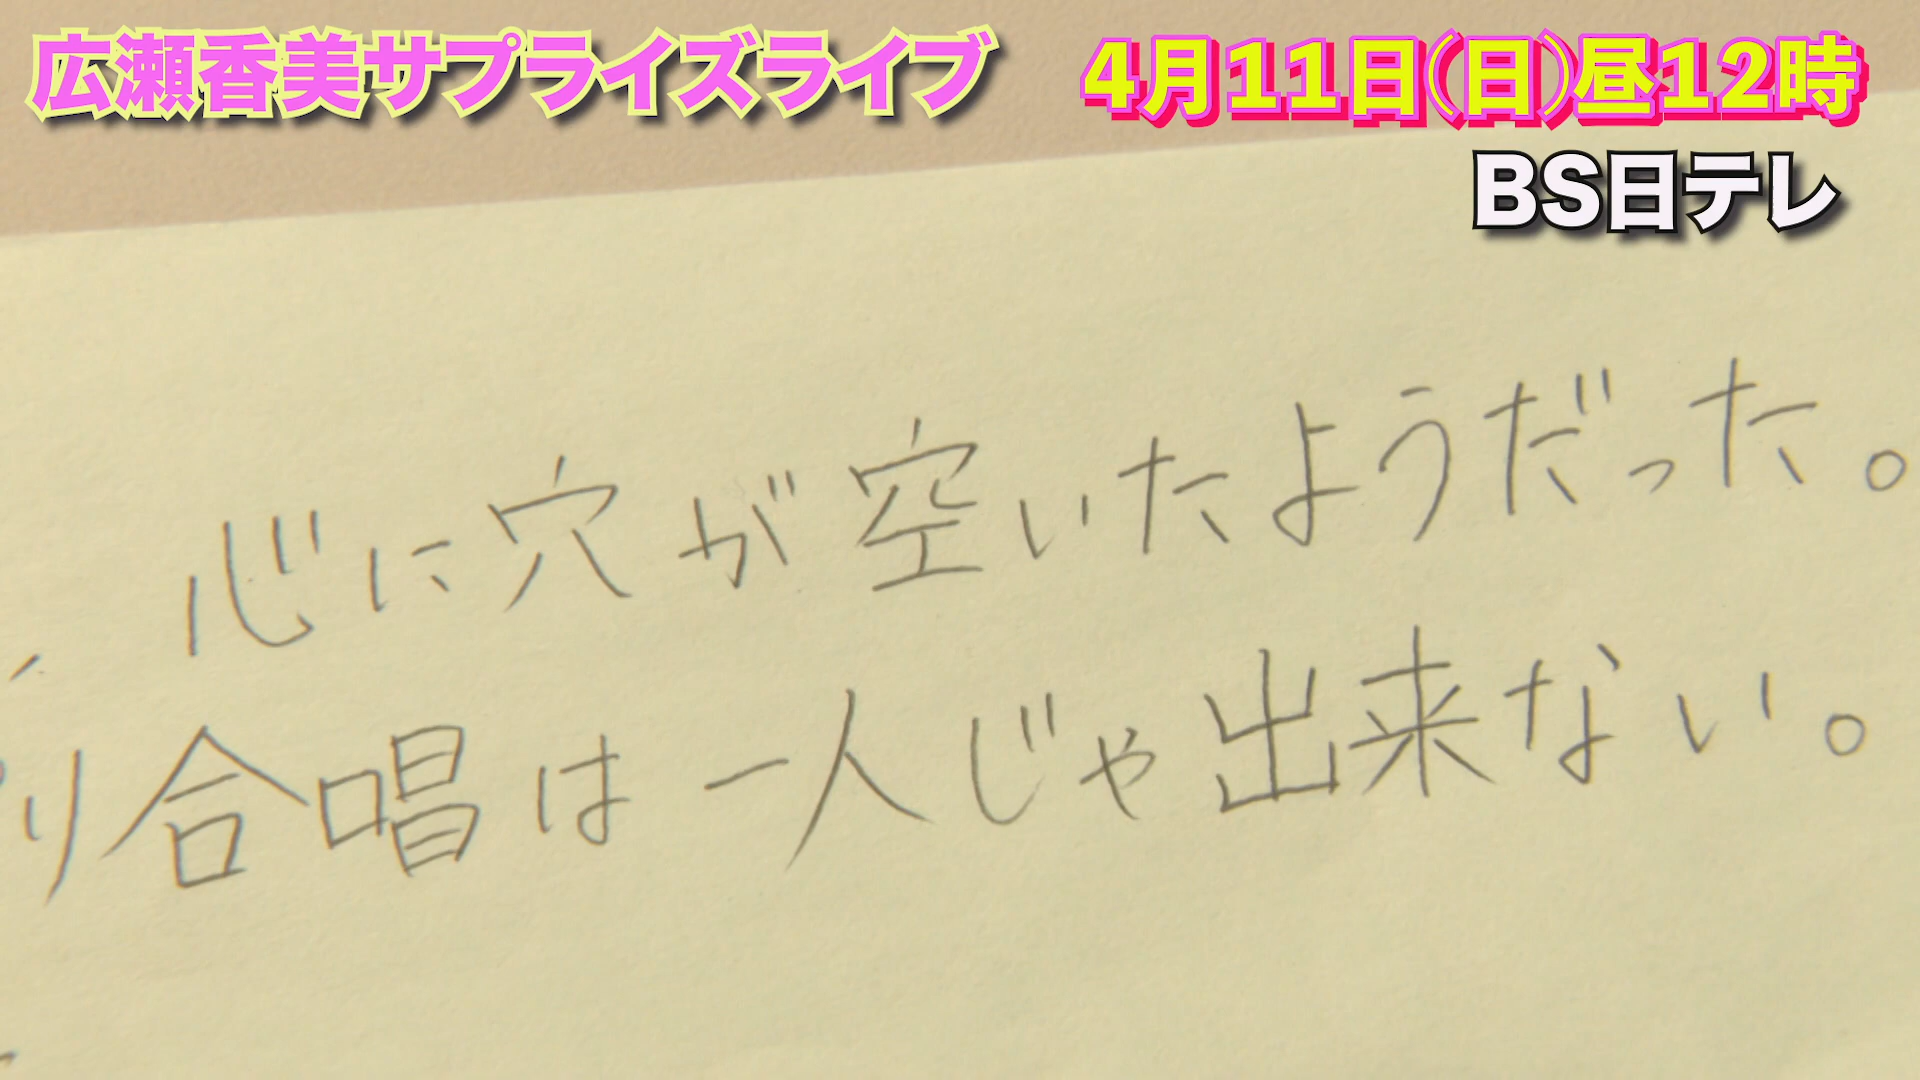 広瀬香美サプライズライブ 4月11日(日)昼12時
BS日テレ
心に穴が空いたようだった。
り合唱は一人じゃ出来ない。